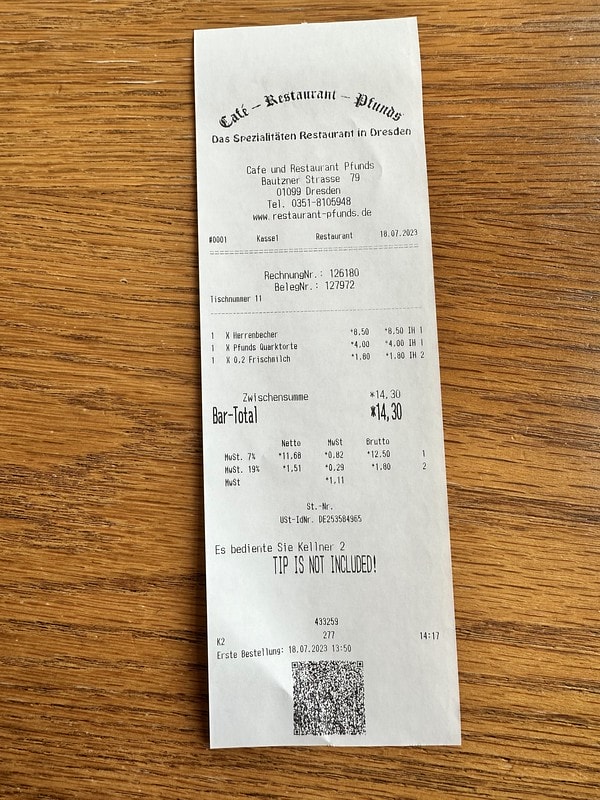 Café – Restaurant – Pfunds
Das Spezialitäten Restaurant in Dresden
Cafe und Restaurant Pfunds
Bautzner Strasse 79
01099 Dresden
Tel. 0351-8105948
www.restaurant-pfunds.de
#0001 Kasse1 Restaurant 18.07.2023
RechnungNr.: 126180
BelegNr.: 127972
Tischnummer 11
1 X Herrenbecher *8,50 *8,50 IH 1
1 X Pfunds Quarktorte *4,00 *4,00 IH 1
1 X 0,2 Frischmilch *1,80 *1,80 IH 2
Zwischensumme *14,30
Bar-Total *14,30
Netto MwSt Brutto
MwSt. 7% *11,68 *0,82 *12,50 1
MwSt. 19% *1,51 *0,29 *1,80 2
MwSt *1,11
St.-Nr.
USt-IdNr. DE253584965
Es bediente Sie Kellner 2
TIP IS NOT INCLUDED!
433259
K2 277 14:17
Erste Bestellung: 18.07.2023 13:50